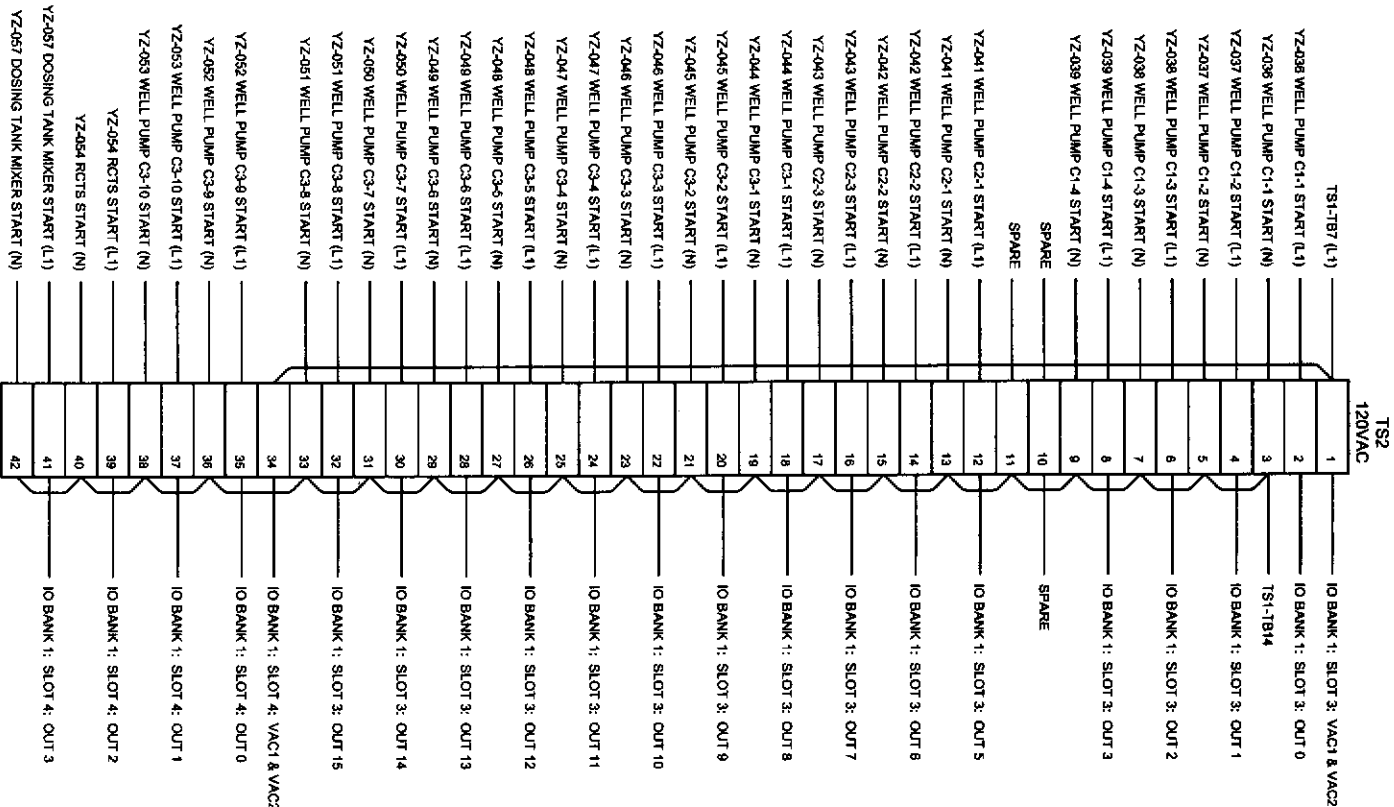 TS2
120VAC
TS1-TB7 (L1) 1 IO BANK 1: SLOT 3: VAC1 & VAC2
YZ-036 WELL PUMP C1-1 START (L1) 2 IO BANK 1: SLOT 3: OUT 0
YZ-036 WELL PUMP C1-1 START (N) 3 TS1-TB14
YZ-037 WELL PUMP C1-2 START (L1) 4 IO BANK 1: SLOT 3: OUT 1
YZ-037 WELL PUMP C1-2 START (N) 5
YZ-038 WELL PUMP C1-3 START (L1) 6 IO BANK 1: SLOT 3: OUT 2
YZ-038 WELL PUMP C1-3 START (N) 7
YZ-039 WELL PUMP C1-4 START (L1) 8 IO BANK 1: SLOT 3: OUT 3
YZ-039 WELL PUMP C1-4 START (N) 9
SPARE 10 SPARE
SPARE 11
YZ-041 WELL PUMP C2-1 START (L1) 12 IO BANK 1: SLOT 3: OUT 5
YZ-041 WELL PUMP C2-1 START (N) 13
YZ-042 WELL PUMP C2-2 START (L1) 14 IO BANK 1: SLOT 3: OUT 6
YZ-042 WELL PUMP C2-2 START (N) 15
YZ-043 WELL PUMP C2-3 START (L1) 16 IO BANK 1: SLOT 3: OUT 7
YZ-043 WELL PUMP C2-3 START (N) 17
YZ-044 WELL PUMP C3-1 START (L1) 18 IO BANK 1: SLOT 3: OUT 8
YZ-044 WELL PUMP C3-1 START (N) 19
YZ-045 WELL PUMP C3-2 START (L1) 20 IO BANK 1: SLOT 3: OUT 9
YZ-045 WELL PUMP C3-2 START (N) 21
YZ-046 WELL PUMP C3-3 START (L1) 22 IO BANK 1: SLOT 3: OUT 10
YZ-046 WELL PUMP C3-3 START (N) 23
YZ-047 WELL PUMP C3-4 START (L1) 24 IO BANK 1: SLOT 3: OUT 11
YZ-047 WELL PUMP C3-4 START (N) 25
YZ-048 WELL PUMP C3-5 START (L1) 26 IO BANK 1: SLOT 3: OUT 12
YZ-048 WELL PUMP C3-5 START (N) 27
YZ-049 WELL PUMP C3-6 START (L1) 28 IO BANK 1: SLOT 3: OUT 13
YZ-049 WELL PUMP C3-6 START (N) 29
YZ-050 WELL PUMP C3-7 START (L1) 30 IO BANK 1: SLOT 3: OUT 14
YZ-050 WELL PUMP C3-7 START (N) 31
YZ-051 WELL PUMP C3-8 START (L1) 32 IO BANK 1: SLOT 3: OUT 15
YZ-051 WELL PUMP C3-8 START (N) 33
34 IO BANK 1: SLOT 4: VAC1 & VAC2
YZ-052 WELL PUMP C3-9 START (L1) 35 IO BANK 1: SLOT 4: OUT 0
YZ-052 WELL PUMP C3-9 START (N) 36
YZ-053 WELL PUMP C3-10 START (L1) 37 IO BANK 1: SLOT 4: OUT 1
YZ-053 WELL PUMP C3-10 START (N) 38
YZ-054 RCTS START (L1) 39 IO BANK 1: SLOT 4: OUT 2
YZ-054 RCTS START (N) 40
YZ-057 DOSING TANK MIXER START (L1) 41 IO BANK 1: SLOT 4: OUT 3
YZ-057 DOSING TANK MIXER START (N) 42